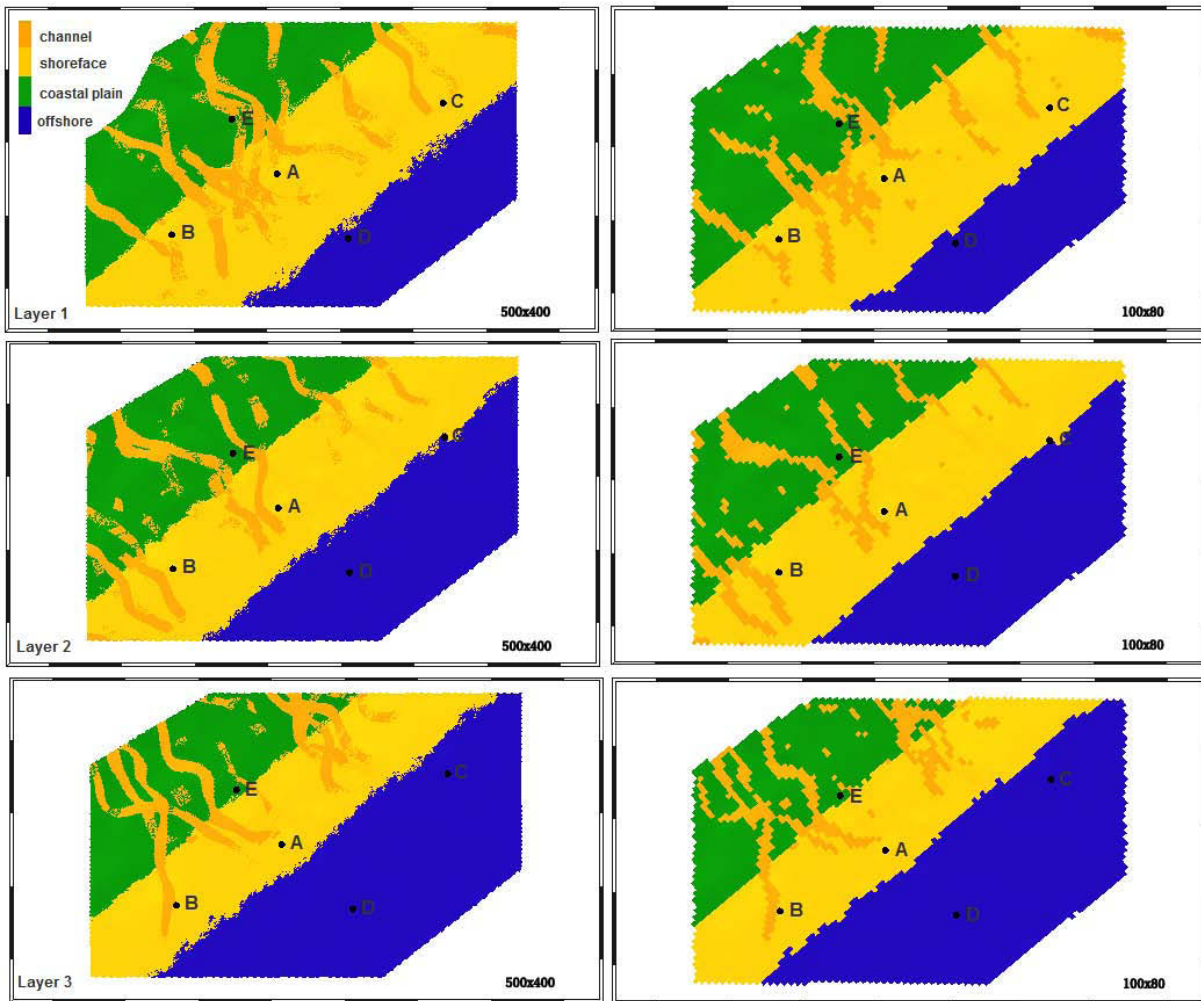 channel
shoreface
coastal plain
offshore
E
C
A
B
D
Layer 1
500x400
E
C
A
B
D
100x80
C
E
A
B
D
Layer 2
500x400
C
E
A
B
D
100x80
C
E
A
B
D
Layer 3
500x400
C
E
A
B
D
100x80